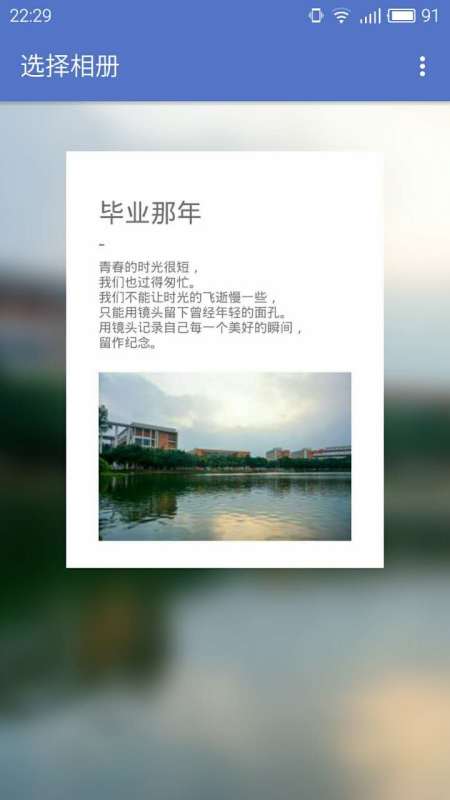 22:29
91
选择相册
毕业那年
-
青春的时光很短，
我们也过得匆忙。
我们不能让时光的飞逝慢一些，
只能用镜头留下曾经年轻的面孔。
用镜头记录自己每一个美好的瞬间，
留作纪念。